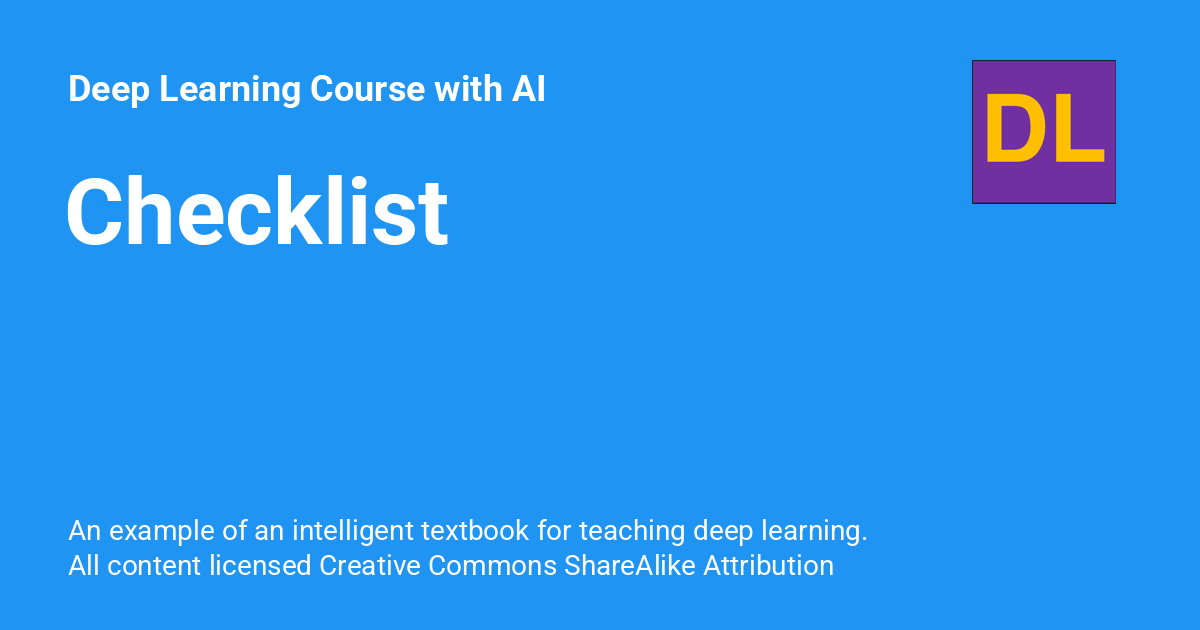 Deep Learning Course with AI
DL
Checklist
An example of an intelligent textbook for teaching deep learning.
All content licensed Creative Commons ShareAlike Attribution